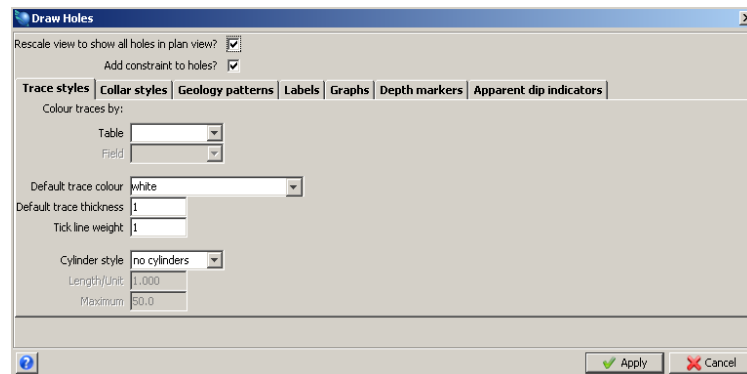 Draw Holes
Rescale view to show all holes in plan view?
Add constraint to holes?
Trace styles Collar styles Geology patterns Labels Graphs Depth markers Apparent dip indicators
Colour traces by:
Table
Field
Default trace colour white
Default trace thickness 1
Tick line weight 1
Cylinder style no cylinders
Length/Unit 1.000
Maximum 50.0
? Apply Cancel